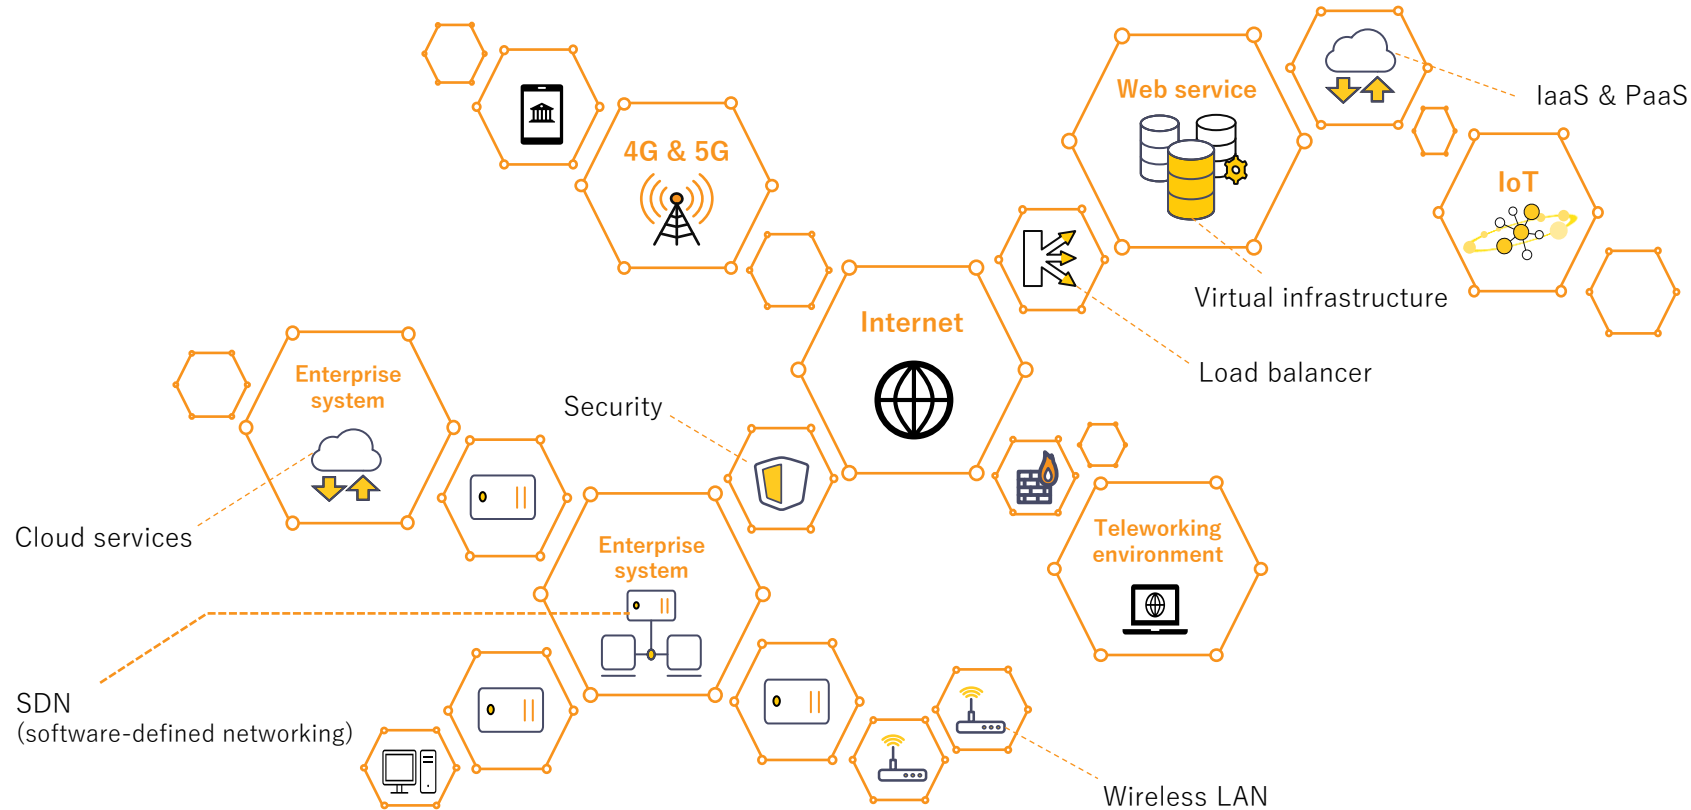 Web service
IaaS & PaaS
4G & 5G
IoT
Virtual infrastructure
Internet
Load balancer
Enterprise
system
Security
Cloud services
Teleworking
environment
Enterprise
system
SDN
(software-defined networking)
Wireless LAN